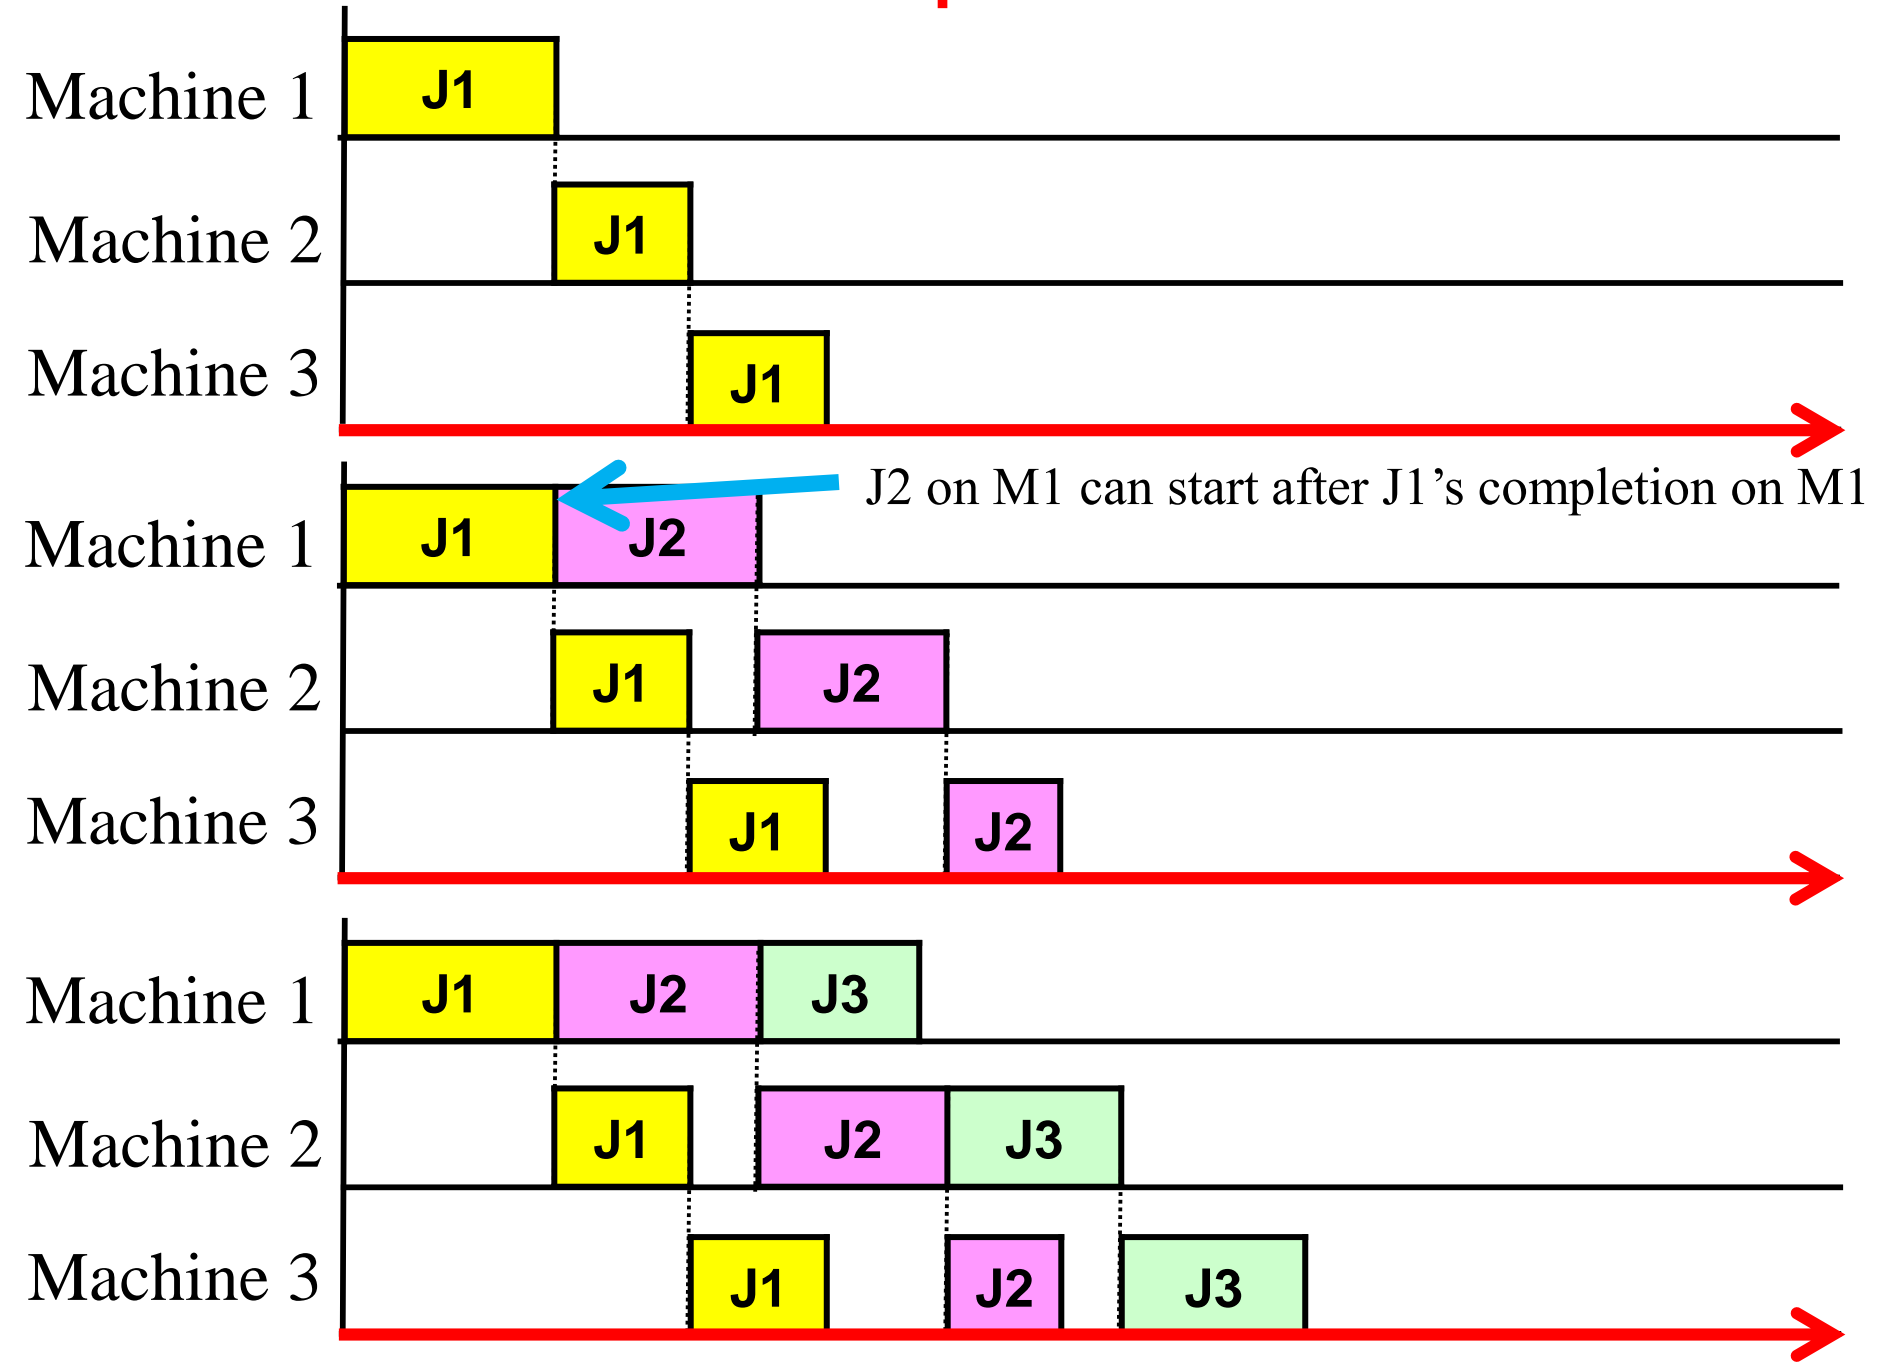 Machine 1 J1
Machine 2 J1
Machine 3 J1
J2 on M1 can start after J1’s completion on M1
Machine 1 J1 J2
Machine 2 J1 J2
Machine 3 J1 J2
Machine 1 J1 J2 J3
Machine 2 J1 J2 J3
Machine 3 J1 J2 J3